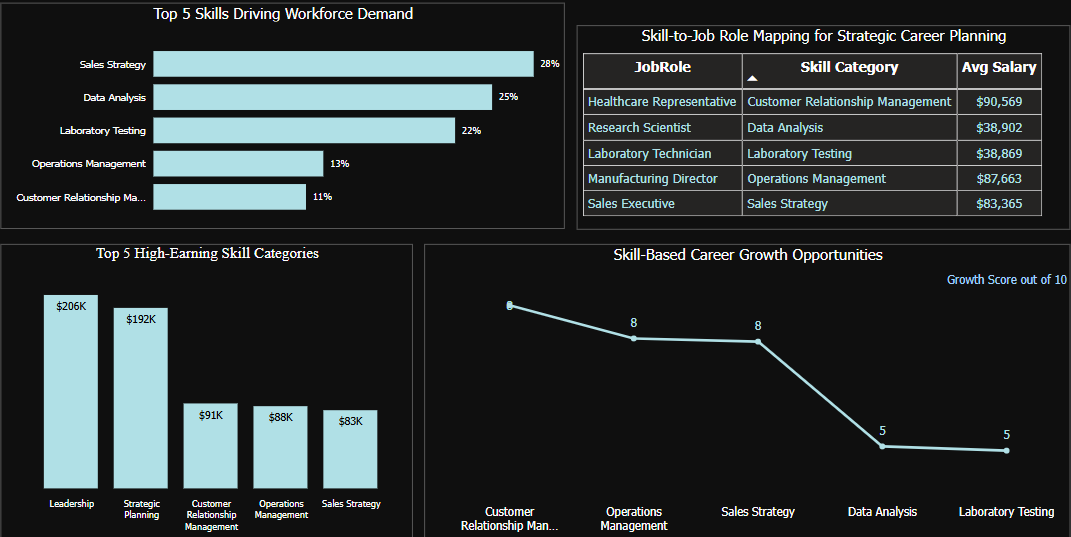 Top 5 Skills Driving Workforce Demand
Sales Strategy 28%
Data Analysis 25%
Laboratory Testing 22%
Operations Management 13%
Customer Relationship Ma... 11%
Skill-to-Job Role Mapping for Strategic Career Planning
JobRole Skill Category Avg Salary
Healthcare Representative Customer Relationship Management $90,569
Research Scientist Data Analysis $38,902
Laboratory Technician Laboratory Testing $38,869
Manufacturing Director Operations Management $87,663
Sales Executive Sales Strategy $83,365
Top 5 High-Earning Skill Categories
$206K
$192K
$91K
$88K
$83K
Leadership
Strategic
Planning
Customer
Relationship
Management
Operations
Management
Sales Strategy
Skill-Based Career Growth Opportunities
Growth Score out of 10
8
8
5
5
Customer
Relationship Man...
Operations
Management
Sales Strategy
Data Analysis
Laboratory Testing